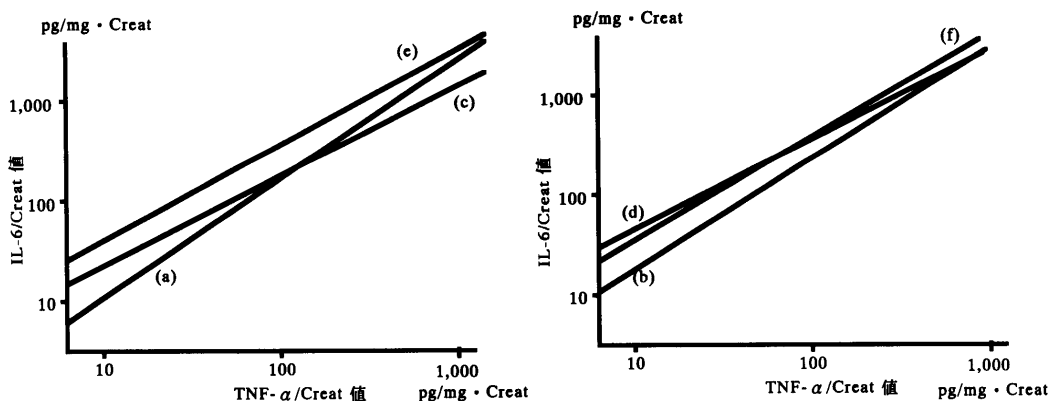 pg/mg・Creat
1,000
100
10
IL-6/Creat 値
(e)
(c)
(a)
10
100
1,000
TNF-α/Creat 値
pg/mg・Creat
pg/mg・Creat
1,000
100
10
IL-6/Creat 値
(f)
(d)
(b)
10
100
1,000
TNF-α/Creat 値
pg/mg・Creat